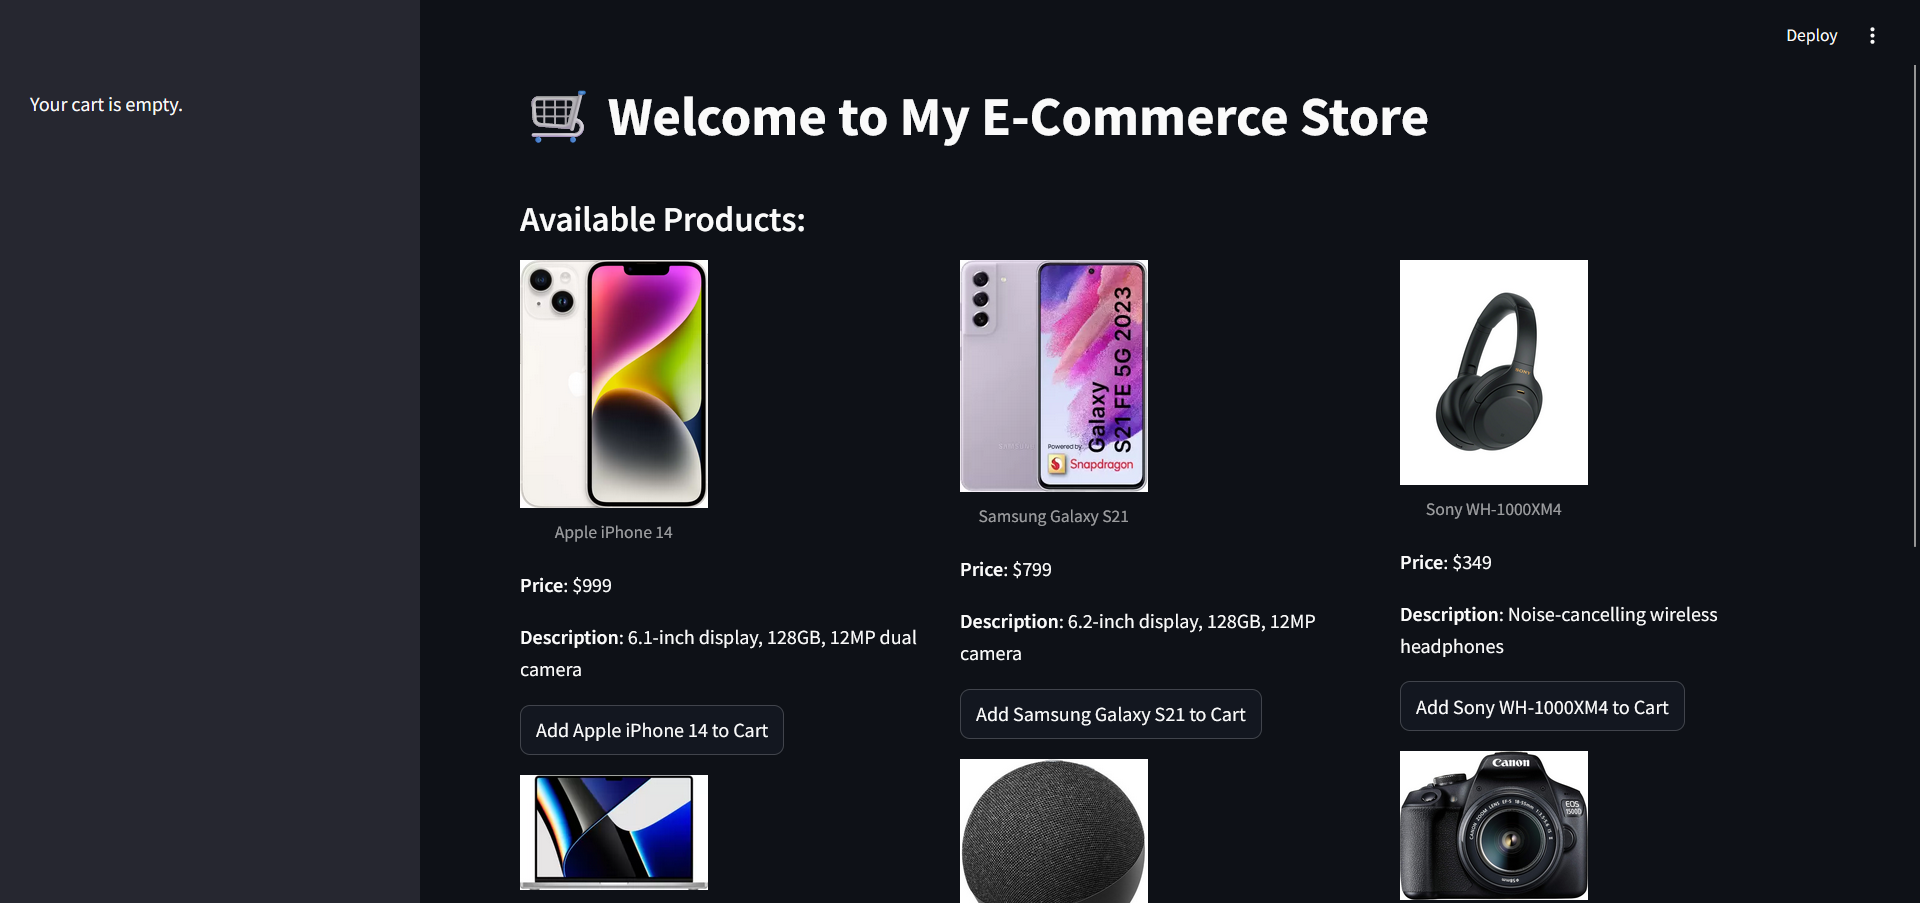 Deploy
Your cart is empty.
Welcome to My E-Commerce Store
Available Products:
Galaxy
S21 FE 5G 2023
Powered by
Snapdragon
SONY
Apple iPhone 14
Price: $999
Description: 6.1-inch display, 128GB, 12MP dual
camera
Add Apple iPhone 14 to Cart
Samsung Galaxy S21
Price: $799
Description: 6.2-inch display, 128GB, 12MP
camera
Add Samsung Galaxy S21 to Cart
Sony WH-1000XM4
Price: $349
Description: Noise-cancelling wireless
headphones
Add Sony WH-1000XM4 to Cart
Canon
EOS
1500D